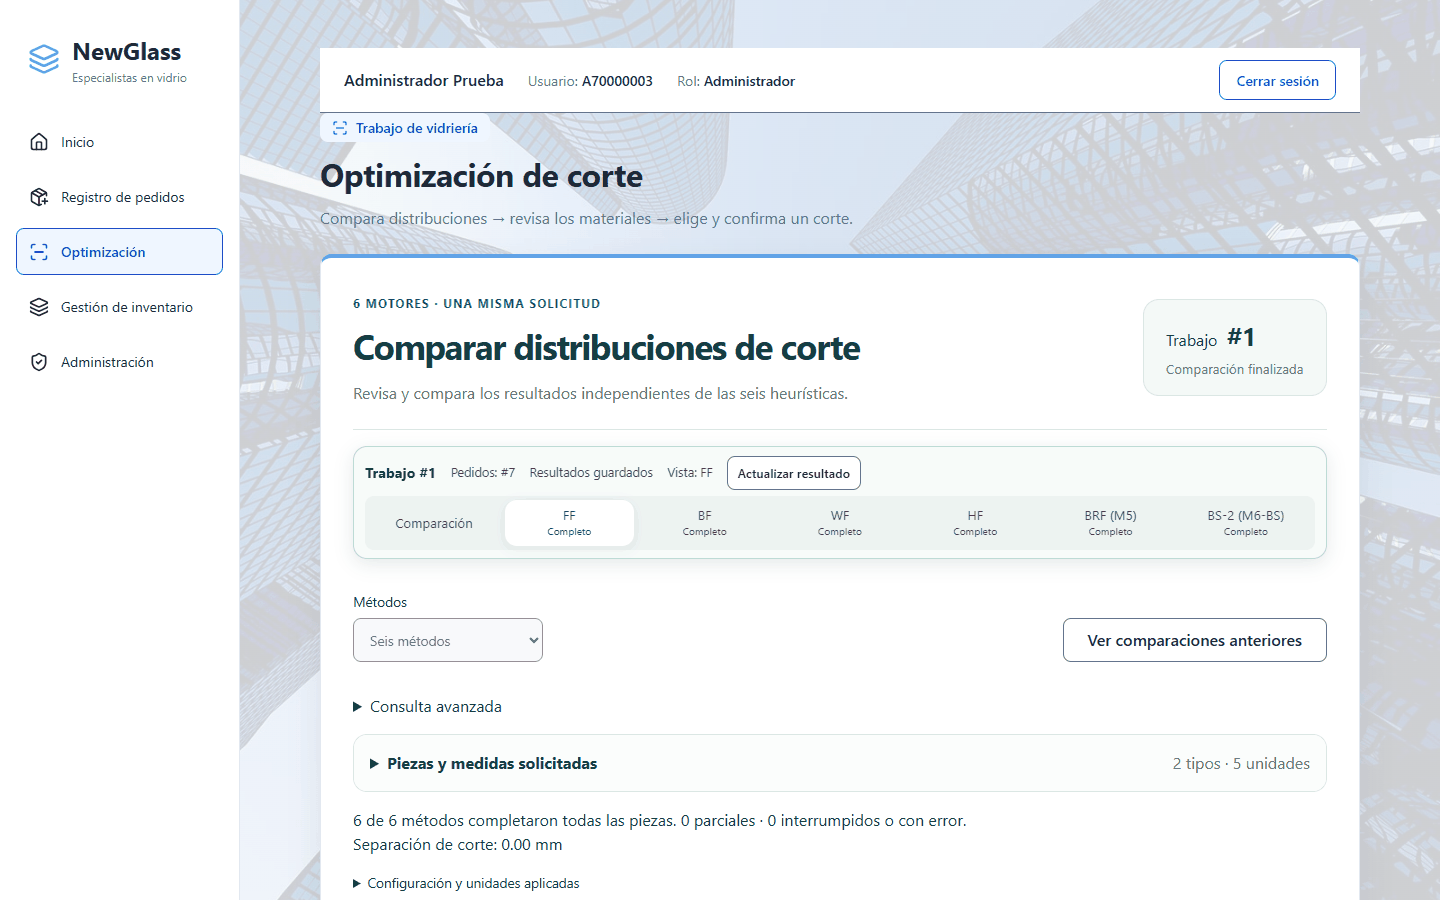 NewGlass
Especialistas en vidrio
Inicio
Registro de pedidos
Optimización
Gestión de inventario
Administración
Administrador Prueba Usuario: A70000003 Rol: Administrador Cerrar sesión
Trabajo de vidriería
Optimización de corte
Compara distribuciones → revisa los materiales → elige y confirma un corte.
6 MOTORES · UNA MISMA SOLICITUD
Comparar distribuciones de corte
Revisa y compara los resultados independientes de las seis heurísticas.
Trabajo #1
Comparación finalizada
Trabajo #1 Pedidos: #7 Resultados guardados Vista: FF Actualizar resultado
Comparación
FF
Completo
BF
Completo
WF
Completo
HF
Completo
BRF (M5)
Completo
BS-2 (M6-BS)
Completo
Métodos
Seis métodos
Ver comparaciones anteriores
Consulta avanzada
Piezas y medidas solicitadas 2 tipos · 5 unidades
6 de 6 métodos completaron todas las piezas. 0 parciales · 0 interrumpidos o con error.
Separación de corte: 0.00 mm
Configuración y unidades aplicadas